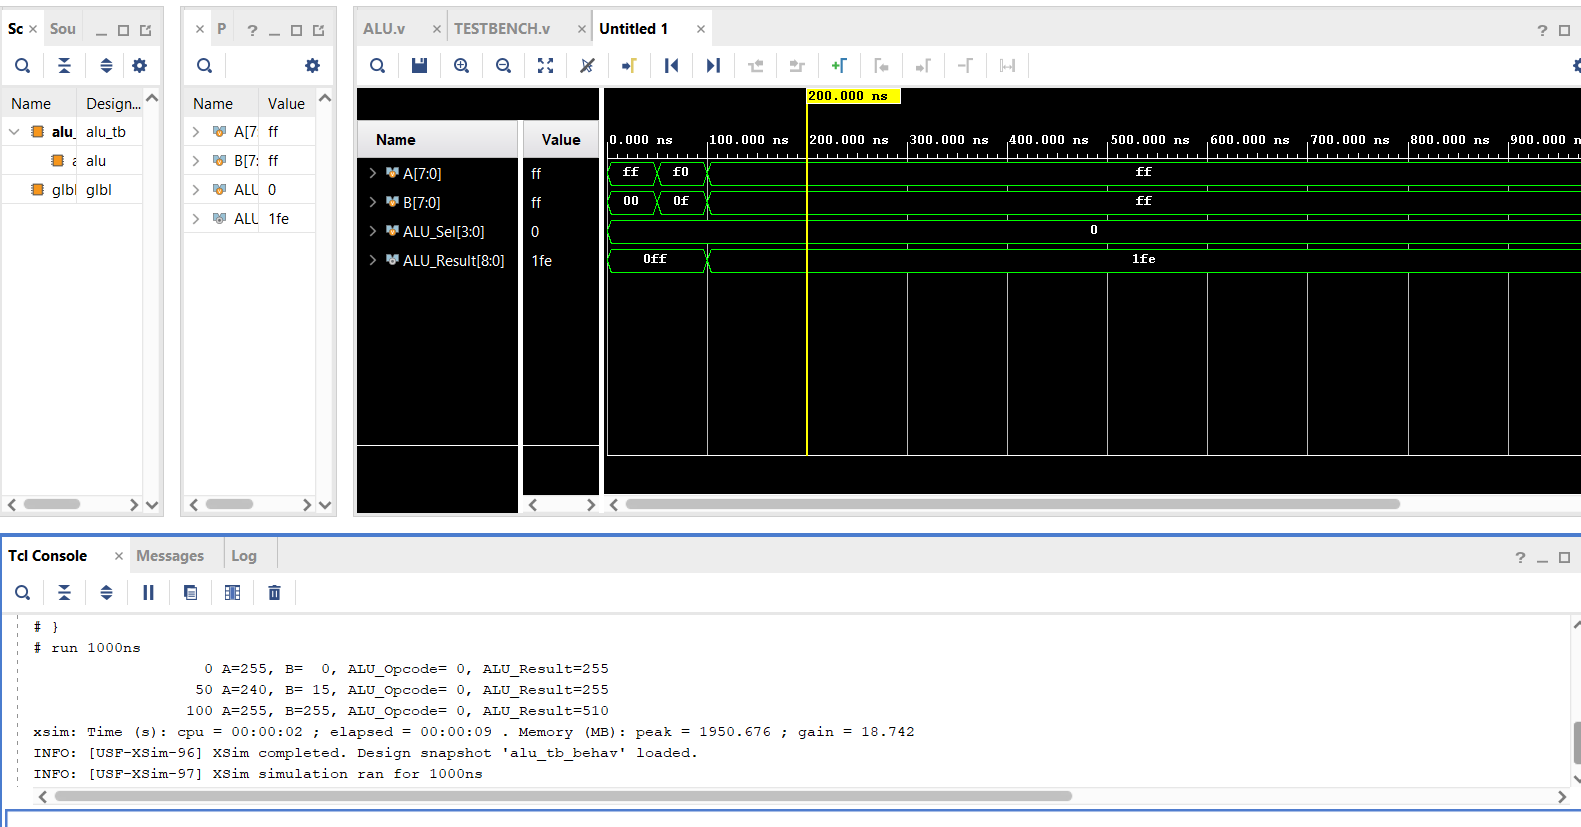 Sc Sou
Name Design...
alu_ alu_tb
a alu
glbl glbl
P ?
Name Value
A[7 ff
B[7: ff
ALU 0
ALU 1fe
ALU.v TESTBENCH.v Untitled 1 ?
200.000 ns
Name Value
0.000 ns 100.000 ns 200.000 ns 300.000 ns 400.000 ns 500.000 ns 600.000 ns 700.000 ns 800.000 ns 900.000 n
A[7:0] ff ff f0 ff
B[7:0] ff 00 0f ff
ALU_Sel[3:0] 0 0
ALU_Result[8:0] 1fe 0ff 1fe
Tcl Console Messages Log ?
# }
# run 1000ns
0 A=255, B=  0, ALU_Opcode= 0, ALU_Result=255
50 A=240, B= 15, ALU_Opcode= 0, ALU_Result=255
100 A=255, B=255, ALU_Opcode= 0, ALU_Result=510
xsim: Time (s): cpu = 00:00:02 ; elapsed = 00:00:09 . Memory (MB): peak = 1950.676 ; gain = 18.742
INFO: [USF-XSim-96] XSim completed. Design snapshot 'alu_tb_behav' loaded.
INFO: [USF-XSim-97] XSim simulation ran for 1000ns